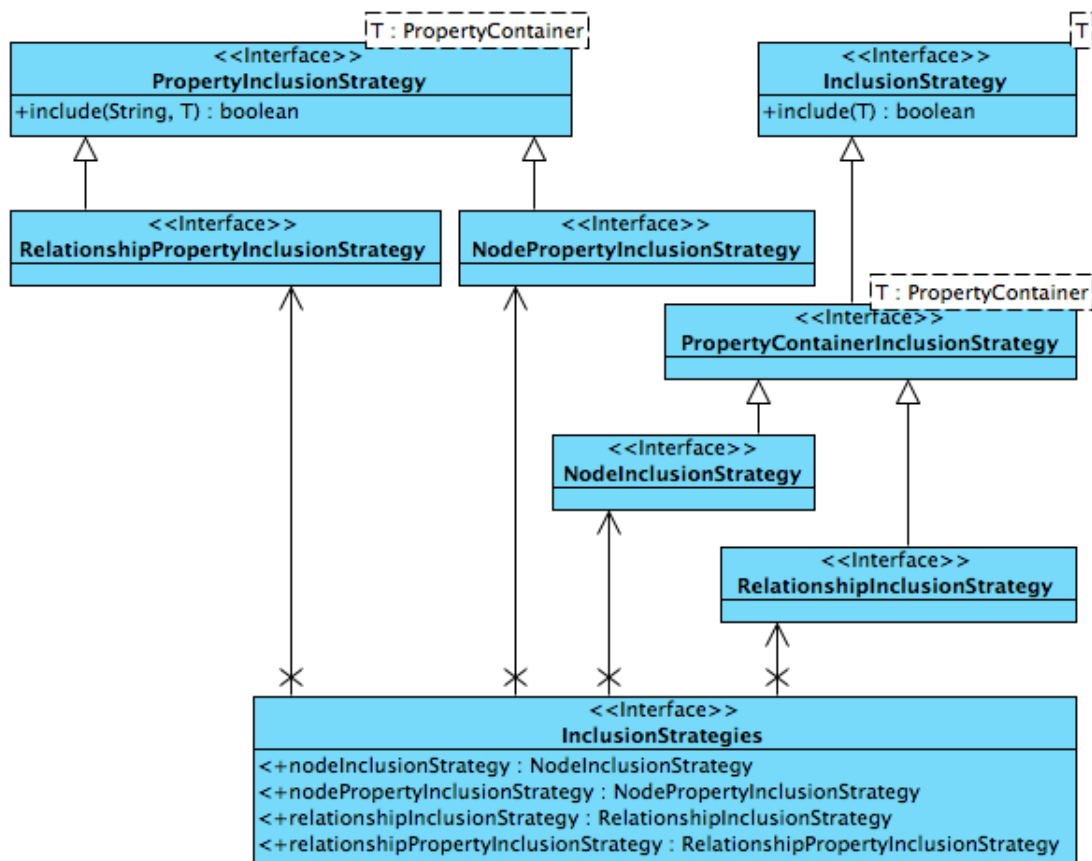 T : PropertyContainer
<<Interface>>
PropertyInclusionStrategy
+include(String, T) : boolean
T
<<Interface>>
InclusionStrategy
+include(T) : boolean
<<Interface>>
RelationshipPropertyInclusionStrategy
<<Interface>>
NodePropertyInclusionStrategy
T : PropertyContainer
<<Interface>>
PropertyContainerInclusionStrategy
<<Interface>>
NodeInclusionStrategy
<<Interface>>
RelationshipInclusionStrategy
<<Interface>>
InclusionStrategies
<+nodeInclusionStrategy : NodeInclusionStrategy
<+nodePropertyInclusionStrategy : NodePropertyInclusionStrategy
<+relationshipInclusionStrategy : RelationshipInclusionStrategy
<+relationshipPropertyInclusionStrategy : RelationshipPropertyInclusionStrategy